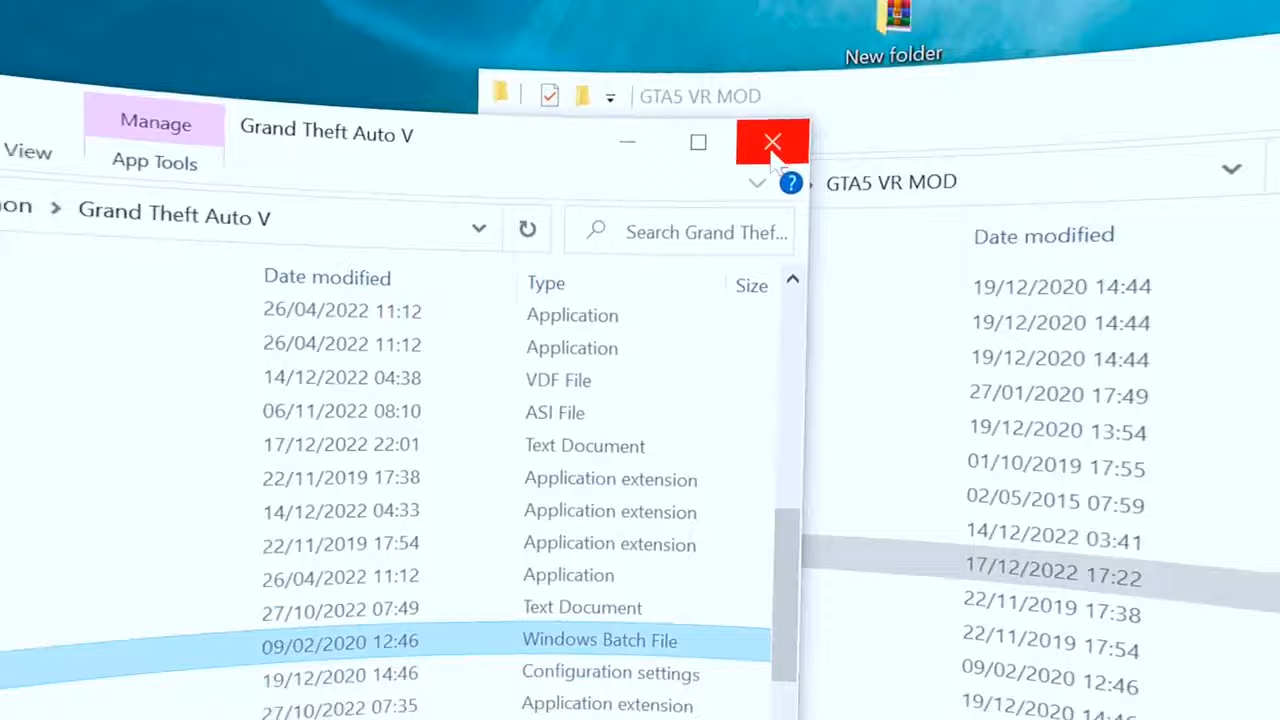 New folder
GTA5 VR MOD
Manage
Grand Theft Auto V
View
App Tools
GTA5 VR MOD
Grand Theft Auto V
Search Grand Thef...
Date modified
Type
Size
26/04/2022 11:12 Application
26/04/2022 11:12 Application
14/12/2022 04:38 VDF File
06/11/2022 08:10 ASI File
17/12/2022 22:01 Text Document
22/11/2019 17:38 Application extension
14/12/2022 04:33 Application extension
22/11/2019 17:54 Application extension
26/04/2022 11:12 Application
27/10/2022 07:49 Text Document
09/02/2020 12:46 Windows Batch File
19/12/2020 14:46 Configuration settings
27/10/2022 07:35 Application extension
Date modified
19/12/2020 14:44
19/12/2020 14:44
19/12/2020 14:44
27/01/2020 17:49
19/12/2020 13:54
01/10/2019 17:55
02/05/2015 07:59
14/12/2022 03:41
17/12/2022 17:22
22/11/2019 17:38
22/11/2019 17:54
09/02/2020 12:46
19/12/2020